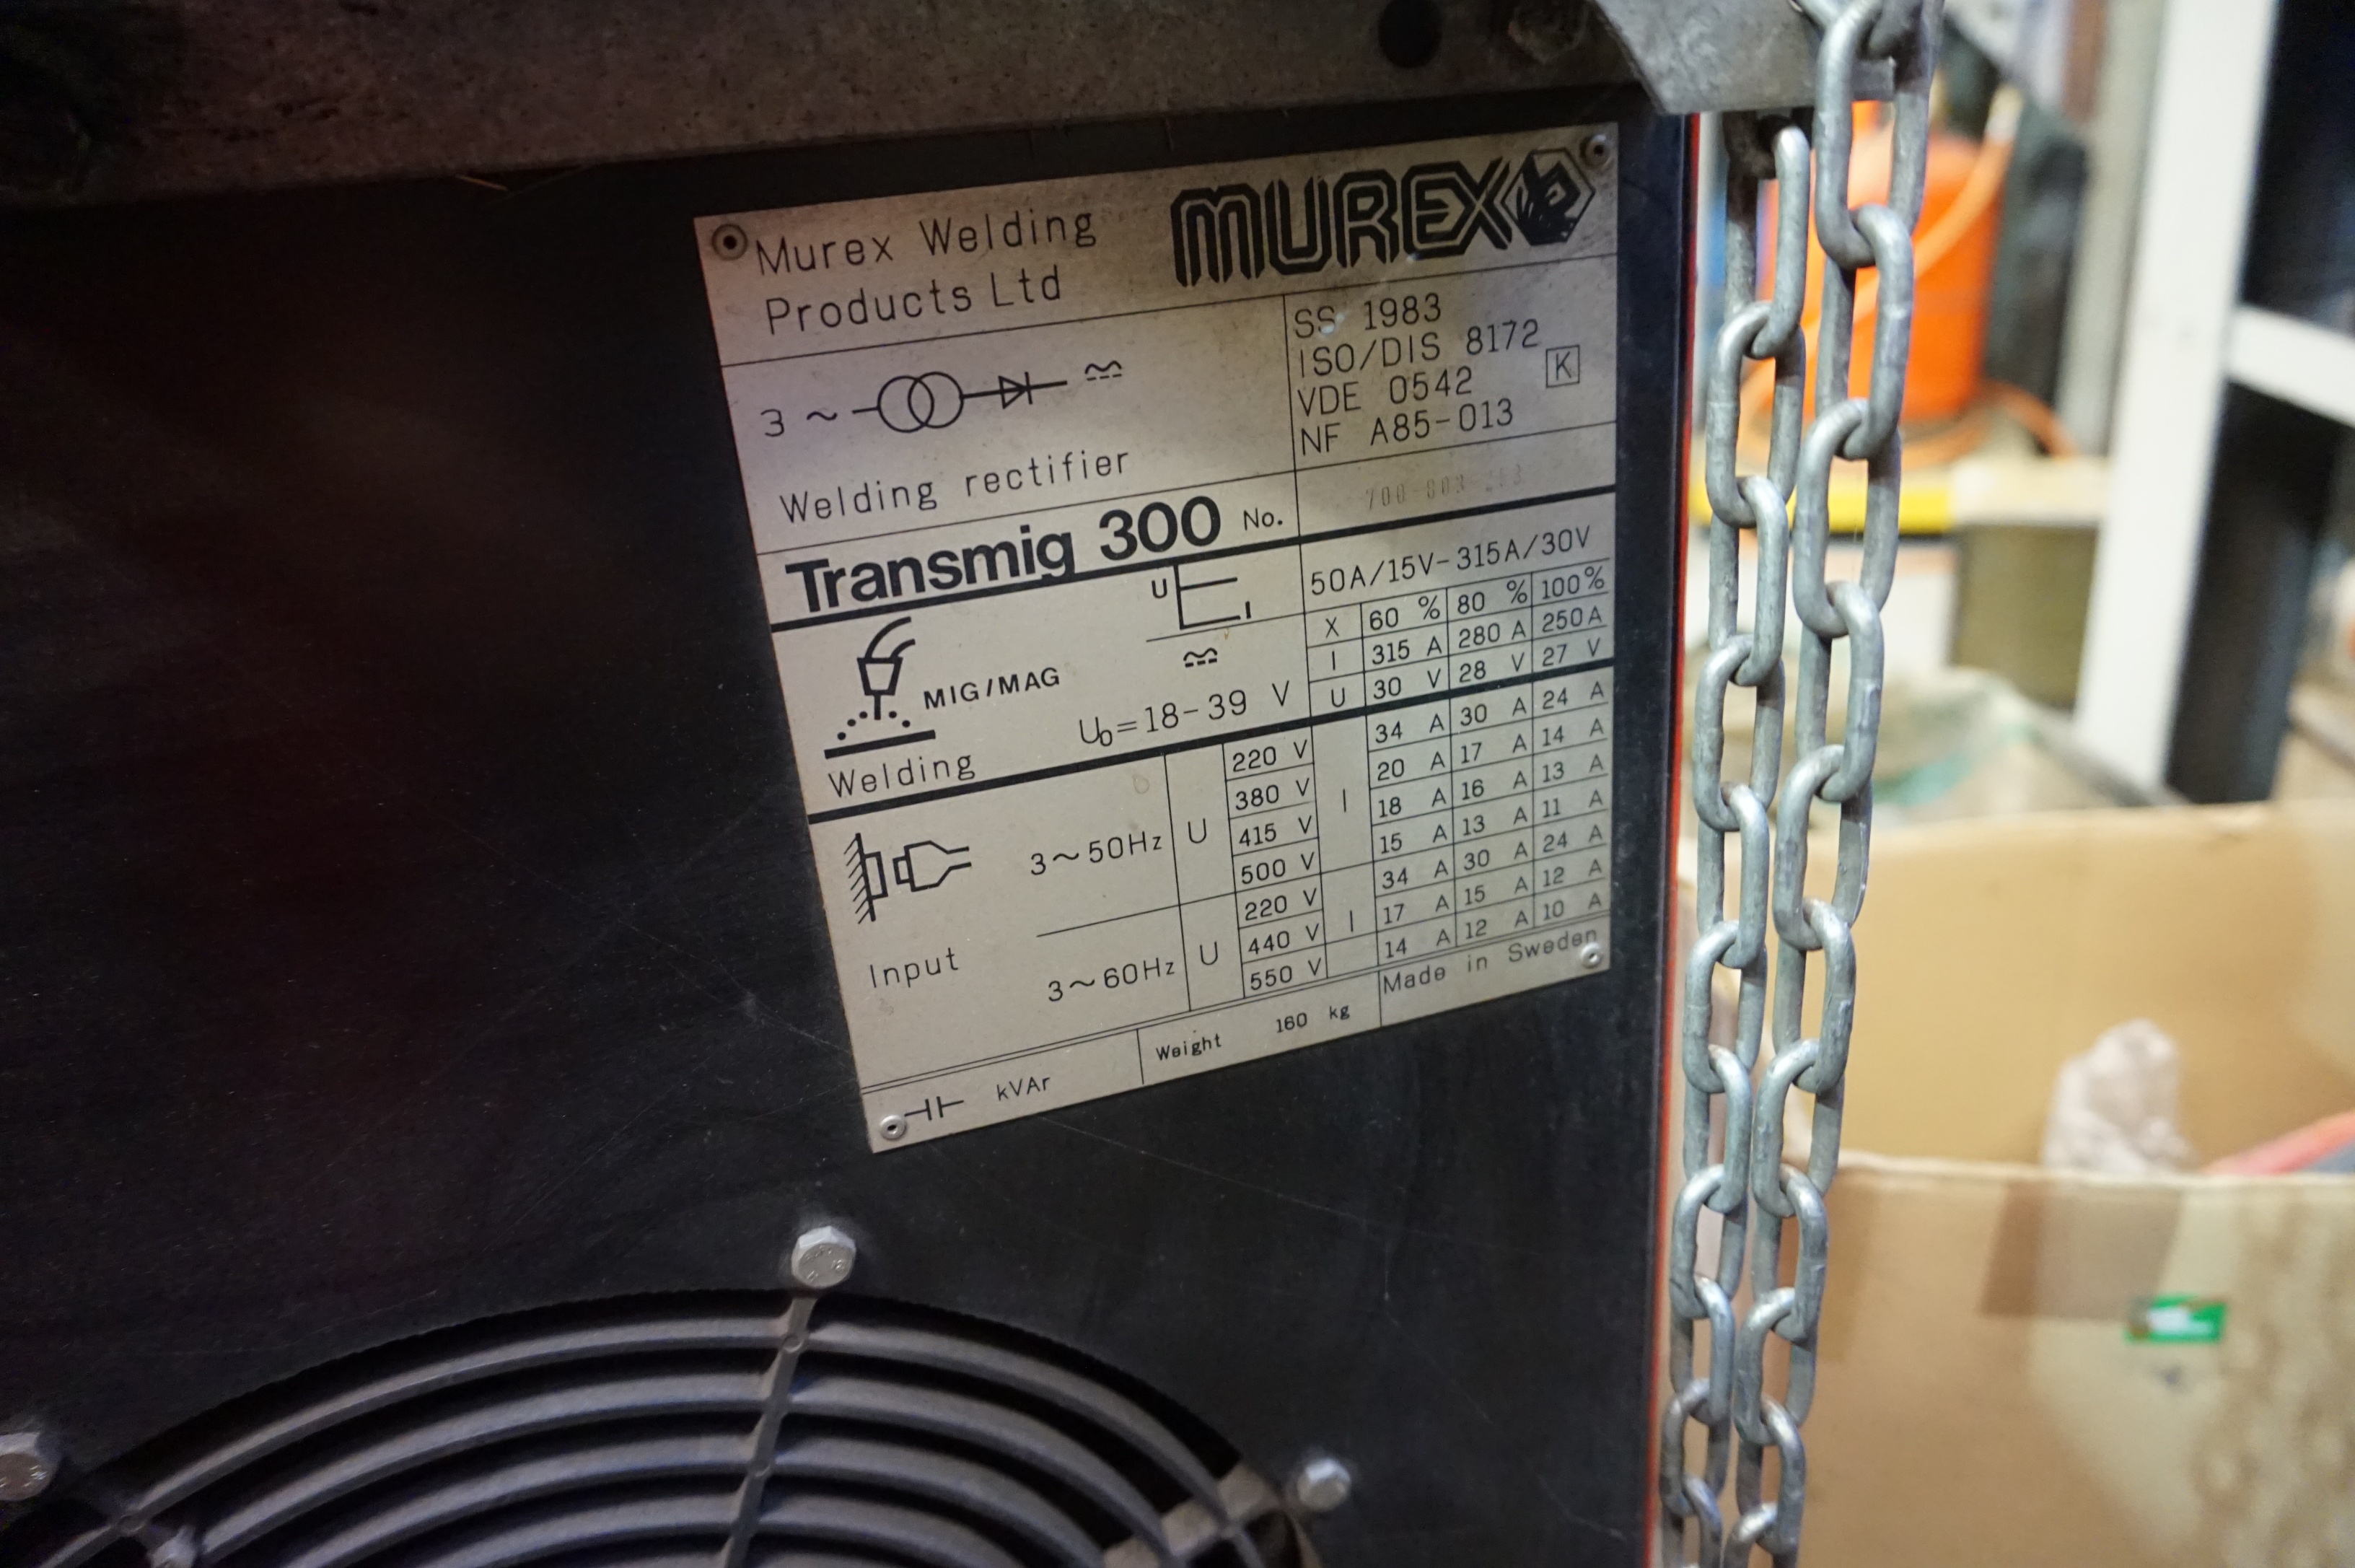 Murex Welding
Products Ltd
MUREX
3 ~
Welding rectifier
SS 1983
ISO/DIS 8172
VDE 0542
NF A85-013
K
Transmig 300 No.
U
I
MIG/MAG
Welding
U₀=18-39 V
50A/15V-315A/30V
X 60 % 80 % 100%
I 315 A 280 A 250A
U 30 V 28 V 27 V
Input
3~50Hz U I
220 V 34 A 30 A 24 A
380 V 20 A 17 A 14 A
415 V 18 A 16 A 13 A
500 V 15 A 13 A 11 A
3~60Hz U I
220 V 34 A 30 A 24 A
440 V 17 A 15 A 12 A
550 V 14 A 12 A 10 A
kVAr
Weight 160 kg
Made in Sweden